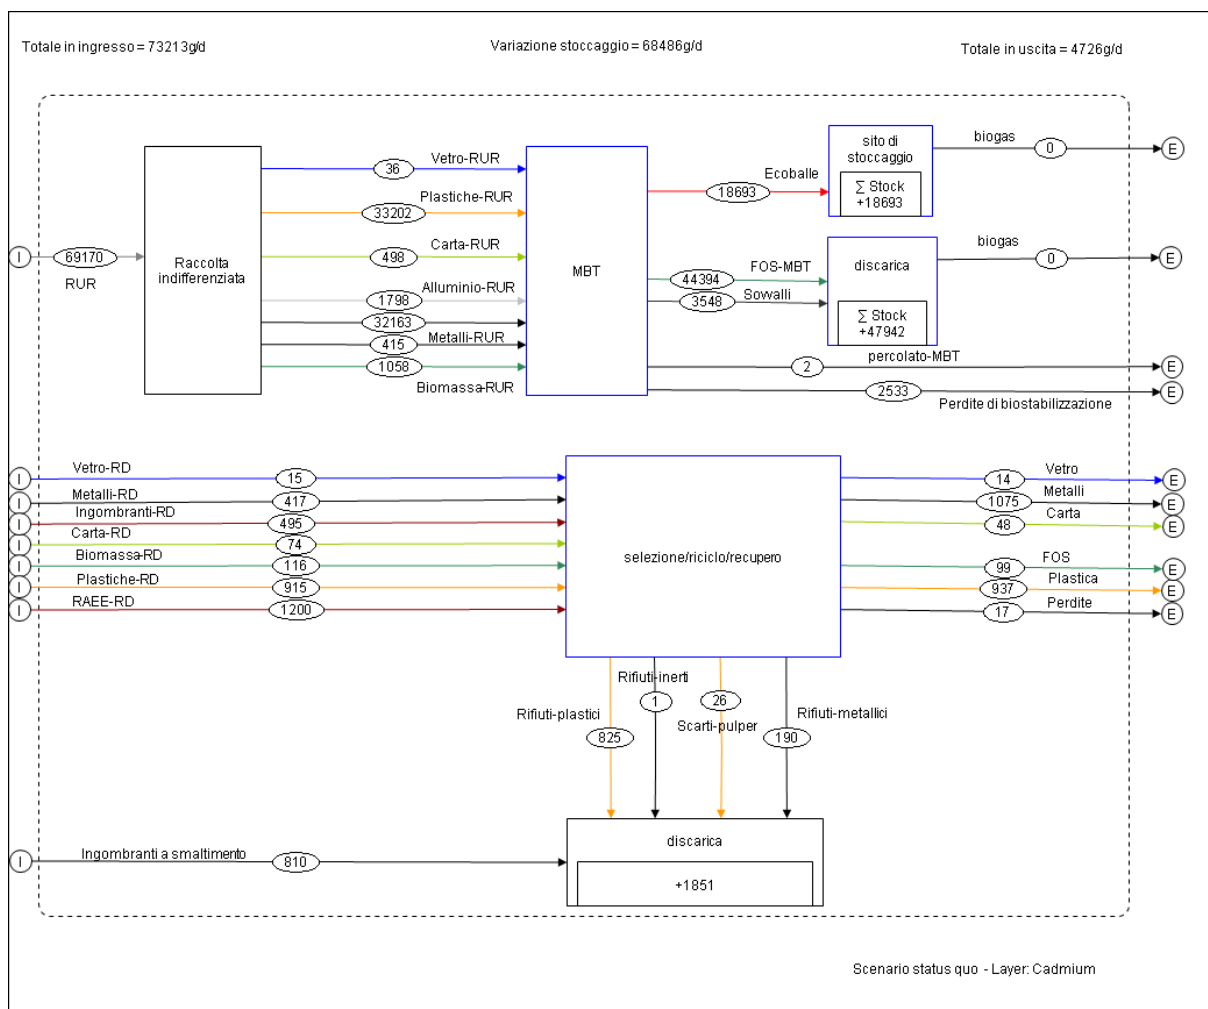 Totale in ingresso = 73213g/d
Variazione stoccaggio = 68486g/d
Totale in uscita = 4726g/d
I
69170
RUR
Raccolta
indifferenziata
Vetro-RUR
36
Plastiche-RUR
33202
Carta-RUR
498
Alluminio-RUR
1798
32163
Metalli-RUR
415
1058
Biomassa-RUR
MBT
Ecoballe
18693
sito di
stoccaggio
∑ Stock
+18693
biogas
0
E
FOS-MBT
44394
Sovvalli
3548
discarica
∑ Stock
+47942
biogas
0
E
percolato-MBT
2
E
2533
Perdite di biostabilizzazione
E
I
Vetro-RD
15
I
Metalli-RD
417
I
Ingombranti-RD
495
I
Carta-RD
74
I
Biomassa-RD
116
I
Plastiche-RD
915
I
RAEE-RD
1200
selezione/riciclo/recupero
14
Vetro
E
1075
Metalli
E
48
Carta
E
99
FOS
E
937
Plastica
E
17
Perdite
E
Rifiuti-plastici
825
Rifiuti-inerti
1
26
Scarti-pulper
Rifiuti-metallici
190
I
Ingombranti a smaltimento
810
discarica
+1851
Scenario status quo - Layer: Cadmium